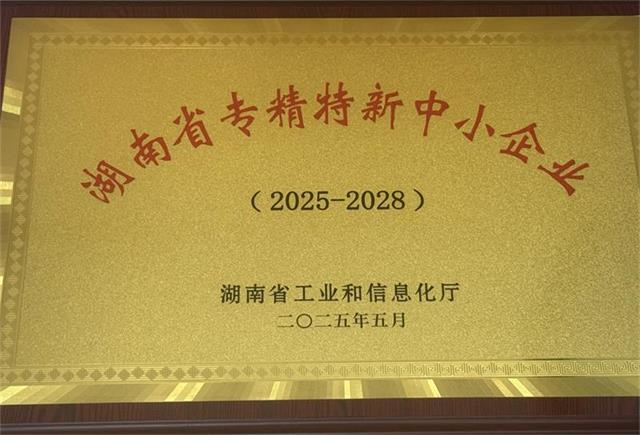 湖南省专精特新中小企业
（2025-2028）
湖南省工业和信息化厅
二〇二五年五月